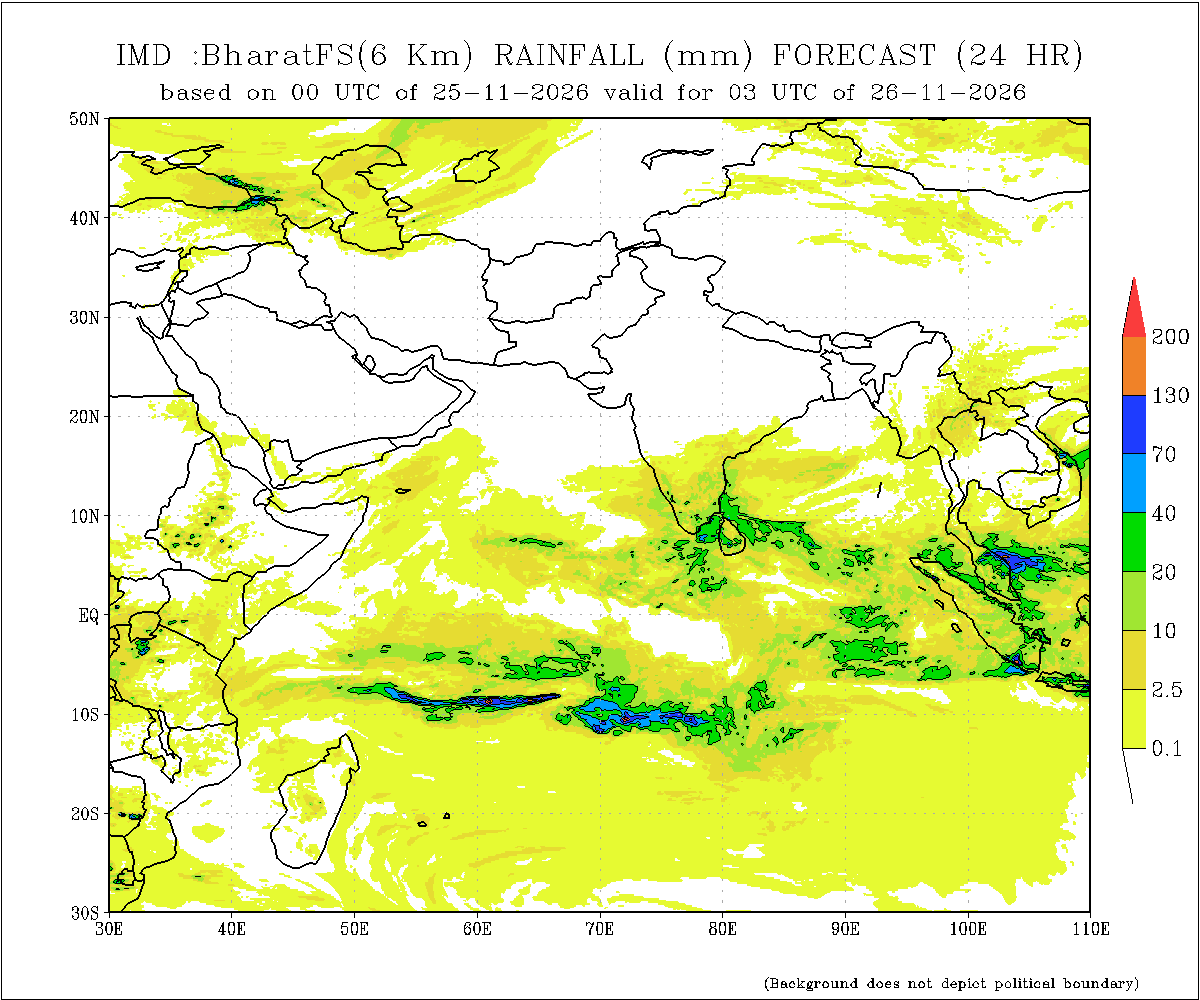 IMD :BharatFS(6 Km) RAINFALL (mm) FORECAST (24 HR)
based on 00 UTC of 25-11-2026 valid for 03 UTC of 26-11-2026
50N
40N
30N
20N
10N
EQ
10S
20S
30S
30E 40E 50E 60E 70E 80E 90E 100E 110E
200
130
70
40
20
10
2.5
0.1
(Background does not depict political boundary)